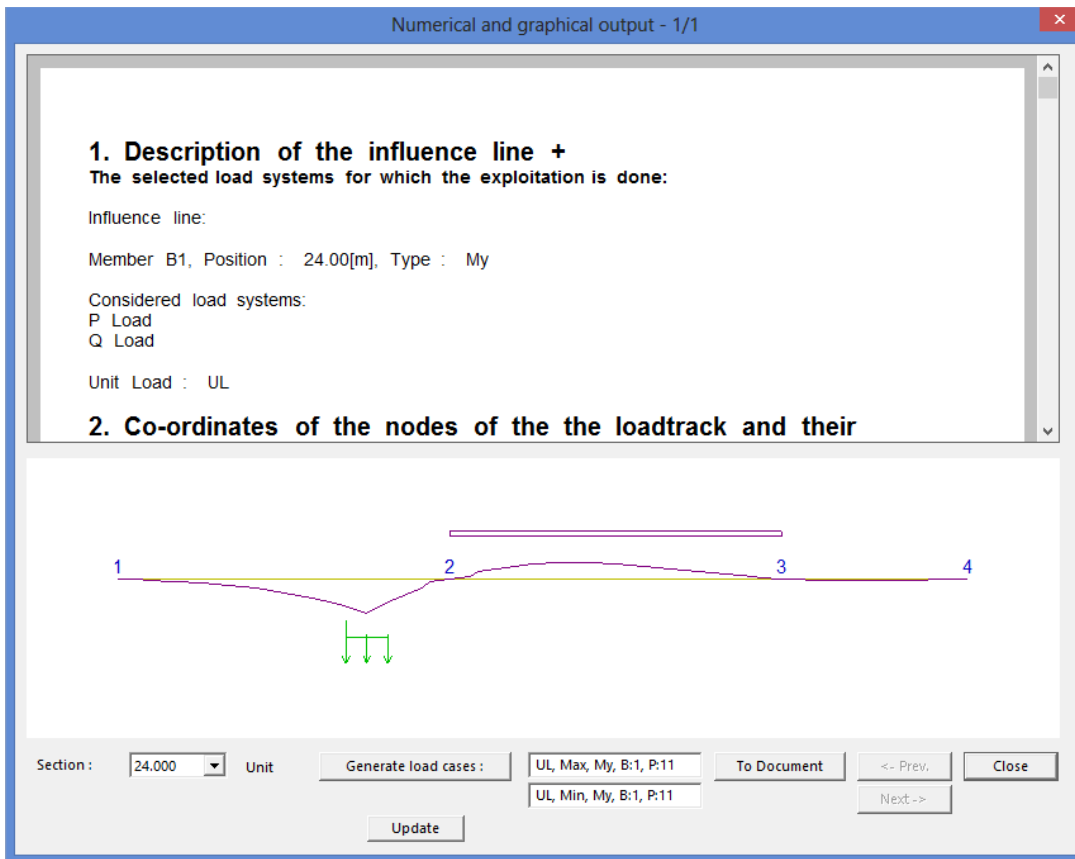 Numerical and graphical output - 1/1
1. Description of the influence line +
The selected load systems for which the exploitation is done:
Influence line:
Member B1, Position : 24.00[m], Type : My
Considered load systems:
P Load
Q Load
Unit Load : UL
2. Co-ordinates of the nodes of the the loadtrack and their
1 2 3 4
Section : 24.000 Unit Generate load cases : UL, Max, My, B:1, P:11 To Document <- Prev. Close
UL, Min, My, B:1, P:11 Next ->
Update